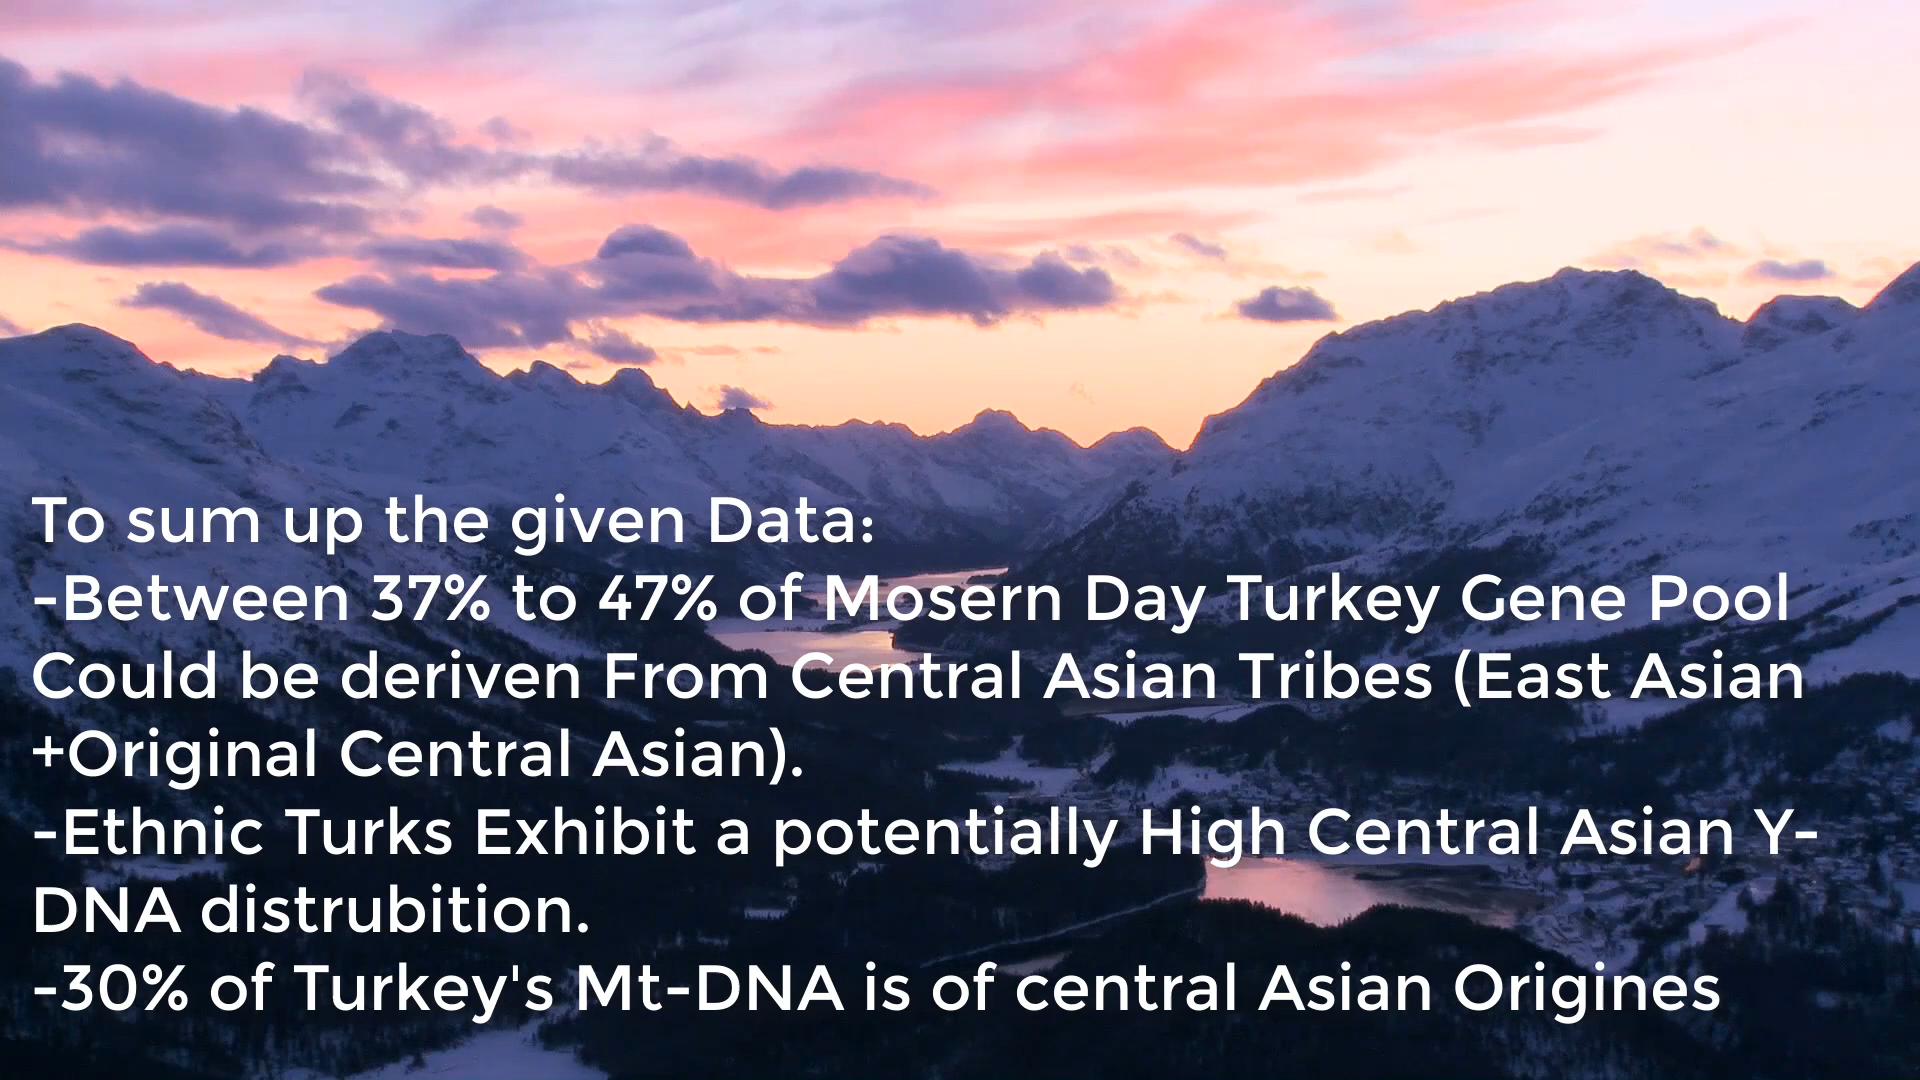 To sum up the given Data:
-Between 37% to 47% of Mosern Day Turkey Gene Pool
Could be deriven From Central Asian Tribes (East Asian
+Original Central Asian).
-Ethnic Turks Exhibit a potentially High Central Asian Y-
DNA distrubition.
-30% of Turkey's Mt-DNA is of central Asian Origines